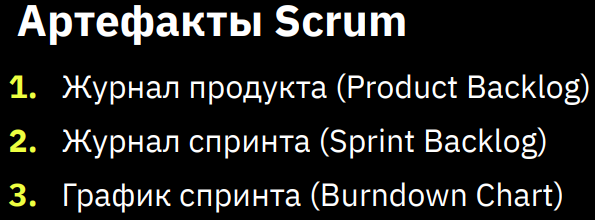 Артефакты Scrum
1. Журнал продукта (Product Backlog)
2. Журнал спринта (Sprint Backlog)
3. График спринта (Burndown Chart)